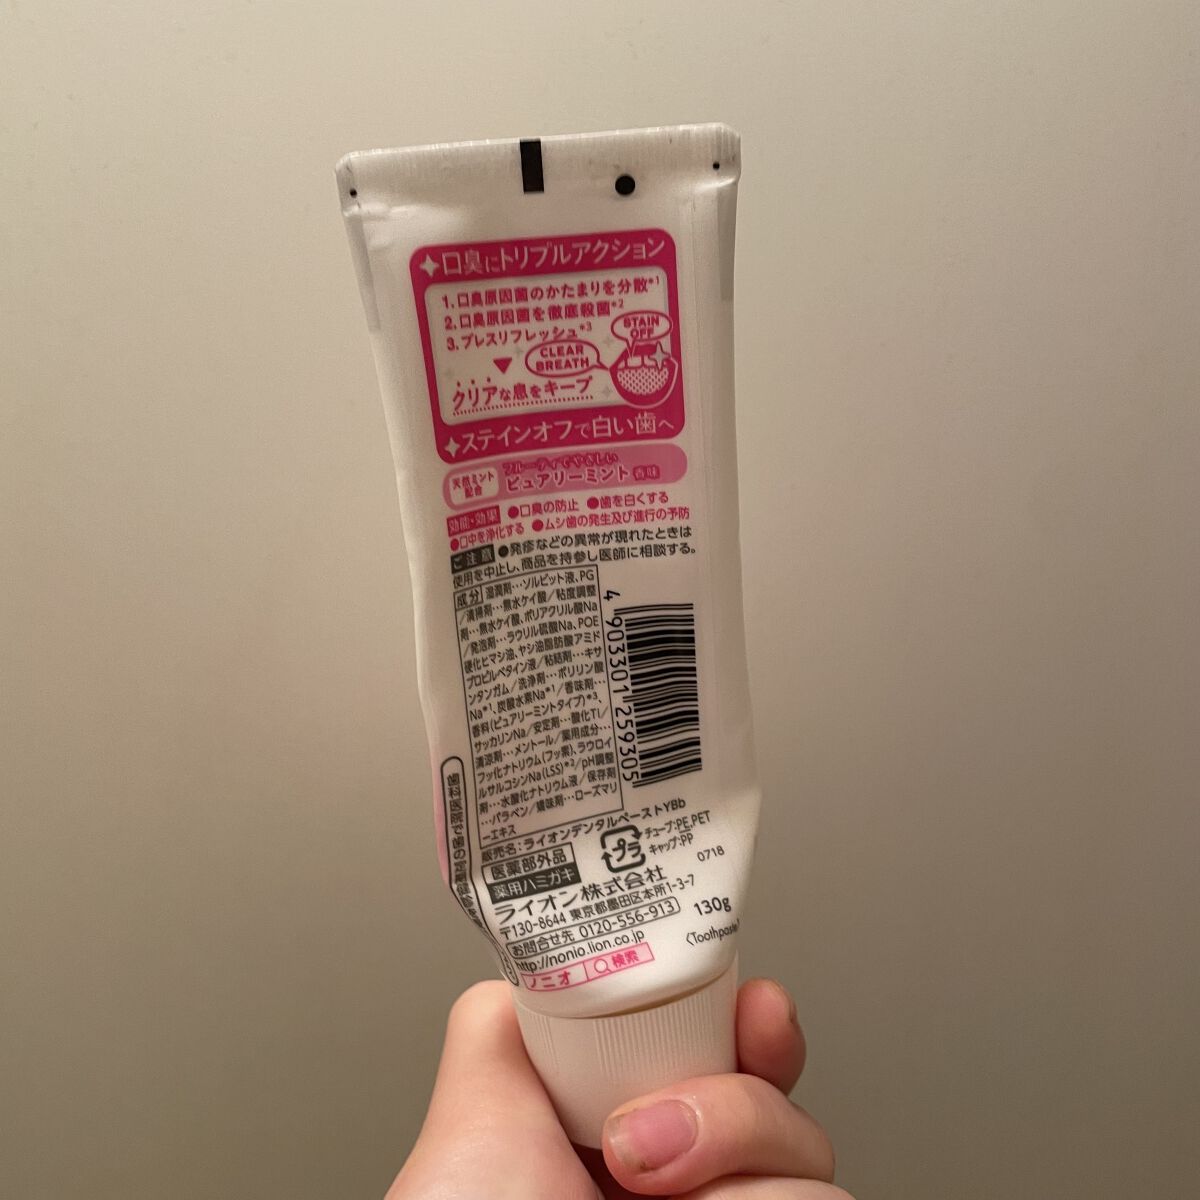 口臭にトリプルアクション
1.口臭原因菌のかたまりを分散*1
2.口臭原因菌を徹底殺菌*2
3.ブレスリフレッシュ*3
STAIN
OFF
CLEAR
BREATH
クリアな息をキープ
ステインオフで白い歯へ
天然ミント
配合
フルーティでやさしい
ピュアリーミント 香味
効能・効果 ●口臭の防止 ●歯を白くする
●口中を浄化する ●ムシ歯の発生及び進行の予防
ご注意 ●発疹などの異常が現れたときは
使用を中止し、商品を持参し医師に相談する。
成分 湿潤剤…ソルビット液、PG
/清掃剤…無水ケイ酸/粘度調整
剤…無水ケイ酸、ポリアクリル酸Na
/発泡剤…ラウリル硫酸Na、POE
硬化ヒマシ油、ヤシ油脂肪酸アミド
プロピルベタイン液/粘結剤…キサ
ンタンガム/洗浄剤…ポリリン酸
Na*1、炭酸水素Na*1/香味剤…
香料(ピュアリーミントタイプ)*3、
サッカリンNa/安定剤…酸化Ti/
清涼剤…メントール/薬用成分…
フッ化ナトリウム(フッ素)、ラウロイ
ルサルコシンNa(LSS)*2/pH調整
剤…水酸化ナトリウム液/保存剤
…パラベン/矯味剤…ローズマリ
ーエキス
4 903301 259305
販売名:ライオンデンタルペーストYBb
医薬部外品
薬用ハミガキ
プラ
チューブ:PE,PET
キャップ:PP
0718
ライオン株式会社
〒130-8644 東京都墨田区本所1-3-7
お問合せ先 0120-556-913
130g
http://nonio.lion.co.jp
(Toothpaste)
ノニオ 検索